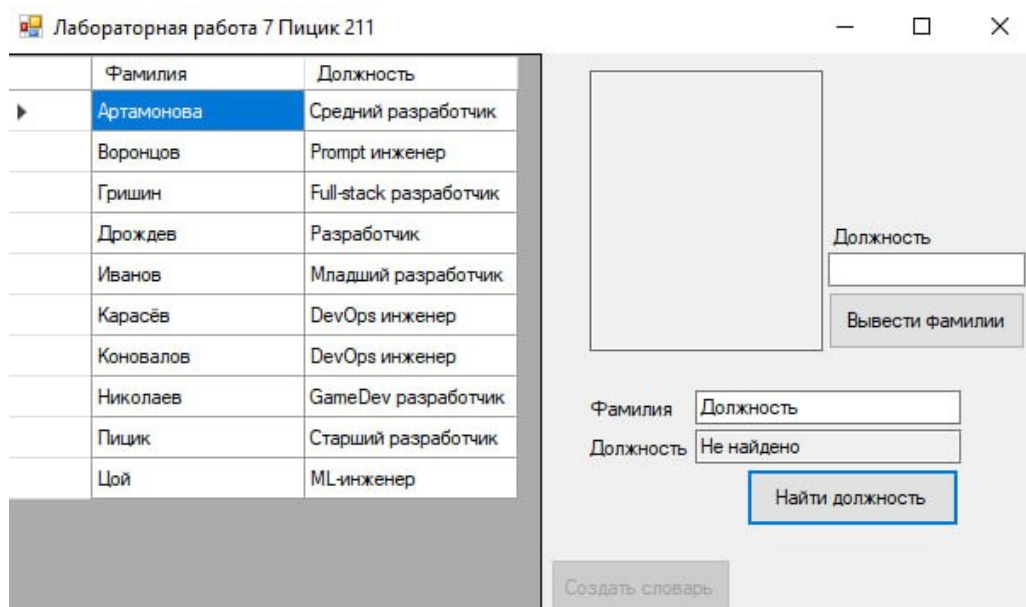 Лабораторная работа 7 Пицик 211
Фамилия Должность
Артамонова Средний разработчик
Воронцов Prompt инженер
Гришин Full-stack разработчик
Дрождев Разработчик
Иванов Младший разработчик
Карасёв DevOps инженер
Коновалов DevOps инженер
Николаев GameDev разработчик
Пицик Старший разработчик
Цой ML-инженер
Должность
Вывести фамилии
Фамилия Должность
Должность Не найдено
Найти должность
Создать словарь